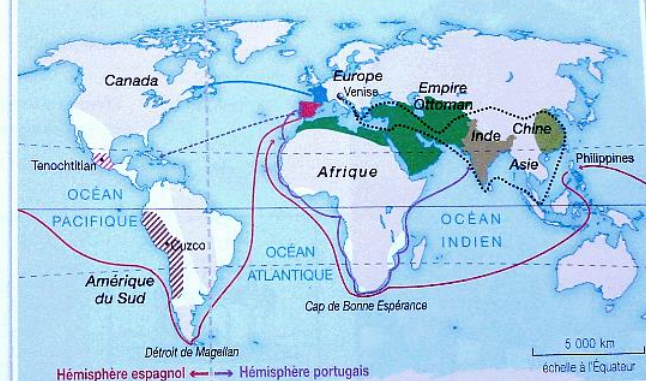 Canada
Europe
Venise
Empire
Ottoman
Inde
Chine
Asie
Philippines
Tenochtitlan
Afrique
OCÉAN
PACIFIQUE
Cuzco
OCÉAN
ATLANTIQUE
OCÉAN
INDIEN
Amérique
du Sud
Cap de Bonne Espérance
Détroit de Magellan
5 000 km
échelle à l'Équateur
Hémisphère espagnol
Hémisphère portugais